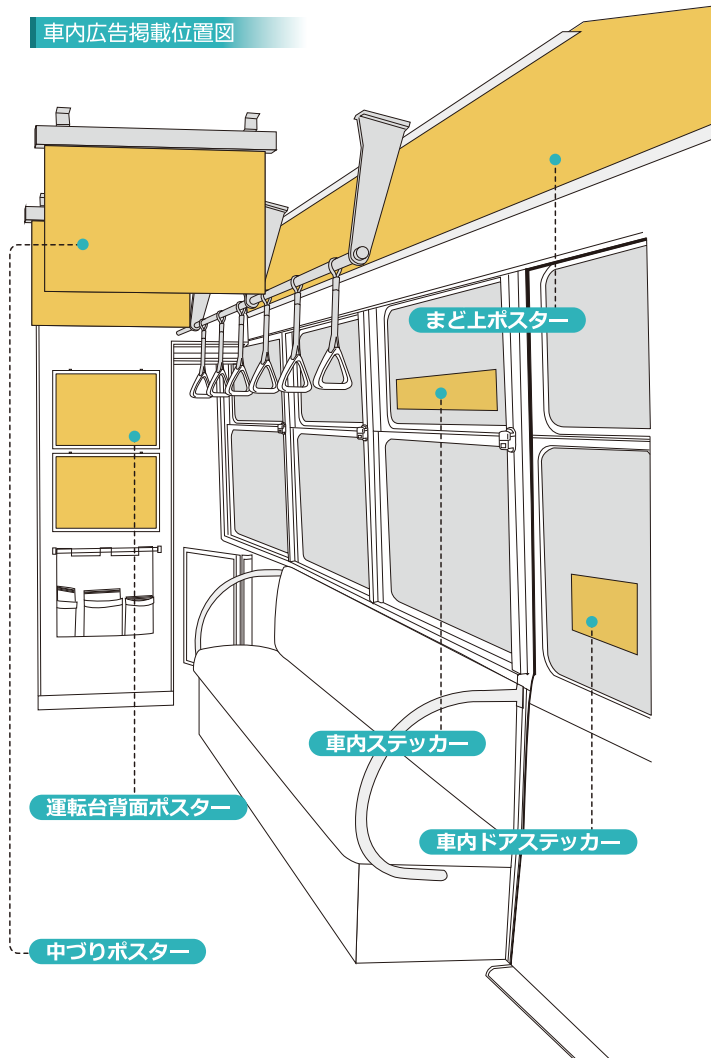 車内広告掲載位置図
まど上ポスター
車内ステッカー
運転台背面ポスター
車内ドアステッカー
中づりポスター